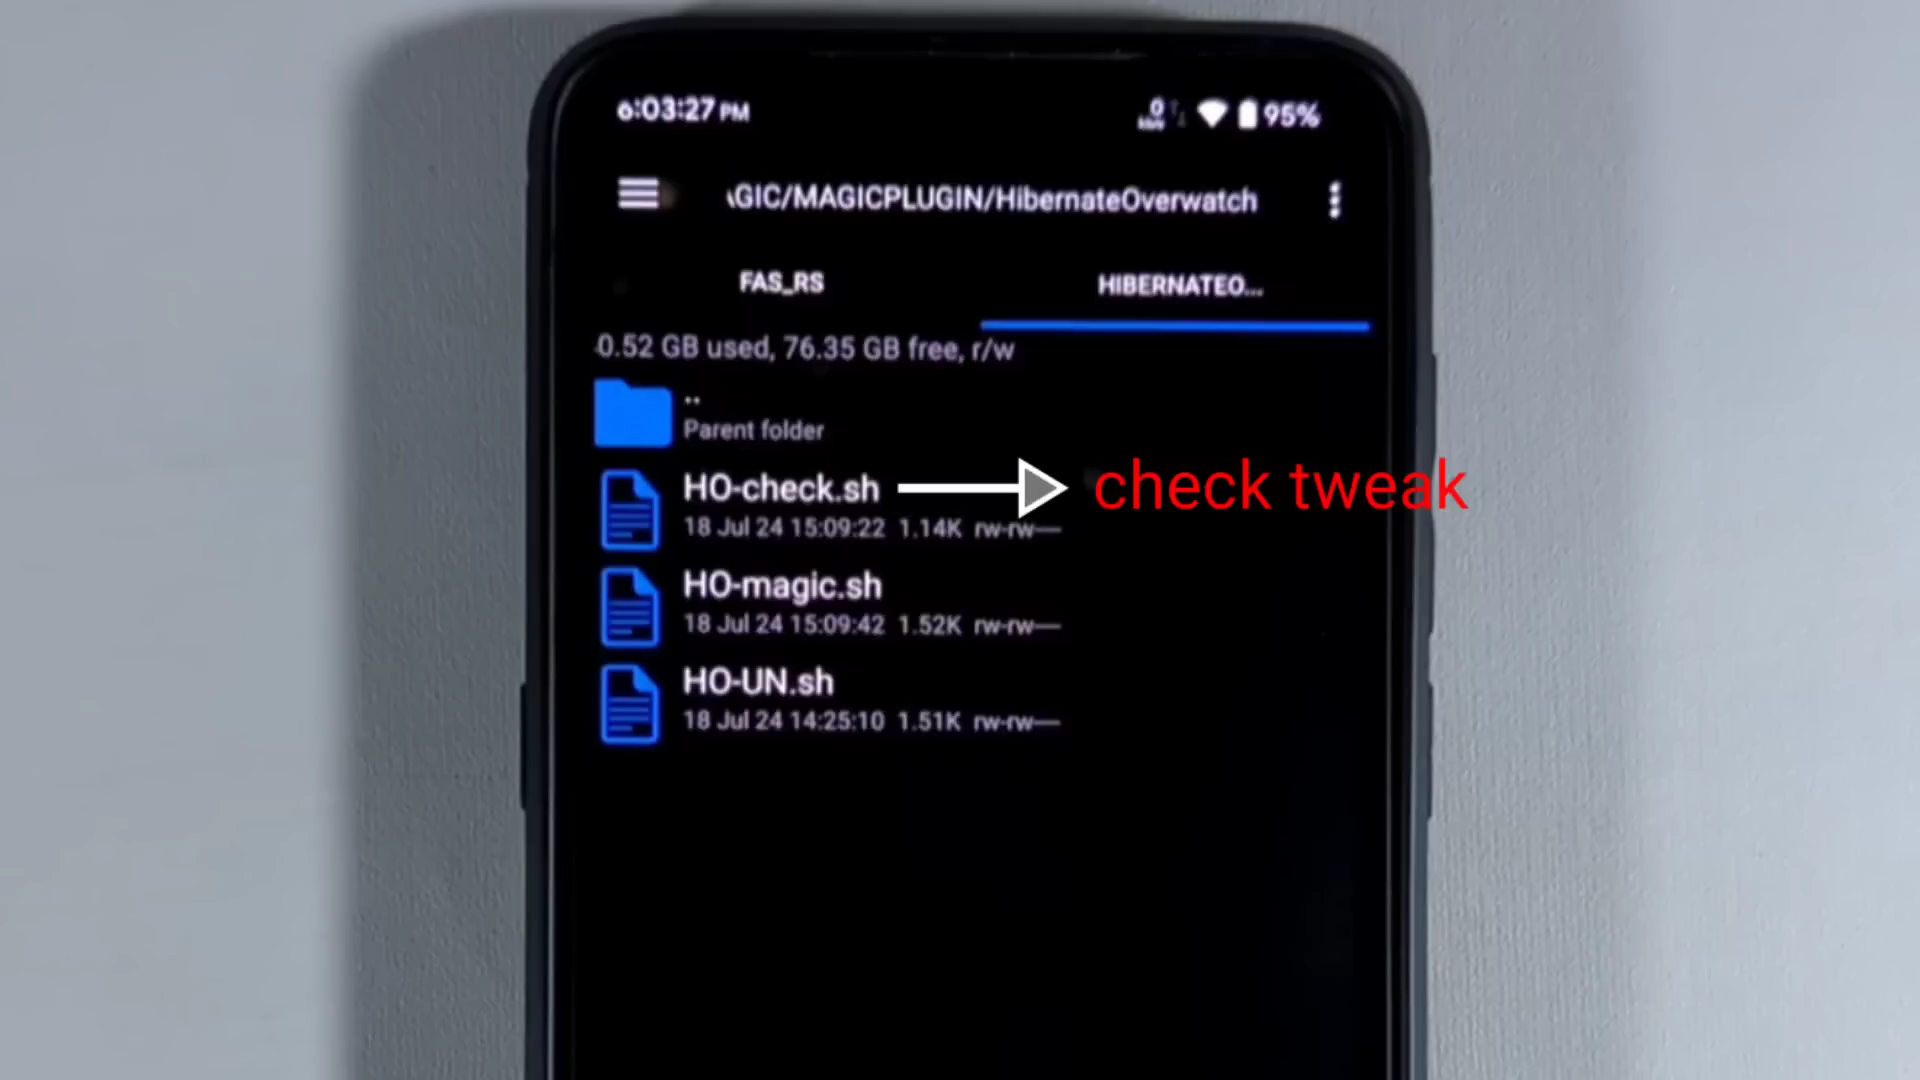 6:03:27 PM
0
95%
GIC/MAGICPLUGIN/HibernateOverwatch
FAS_RS
HIBERNATEO...
0.52 GB used, 76.35 GB free, r/w
..
Parent folder
HO-check.sh
check tweak
18 Jul 24 15:09:22 1.14K rw-rw----
HO-magic.sh
18 Jul 24 15:09:42 1.52K rw-rw----
HO-UN.sh
18 Jul 24 14:25:10 1.51K rw-rw----